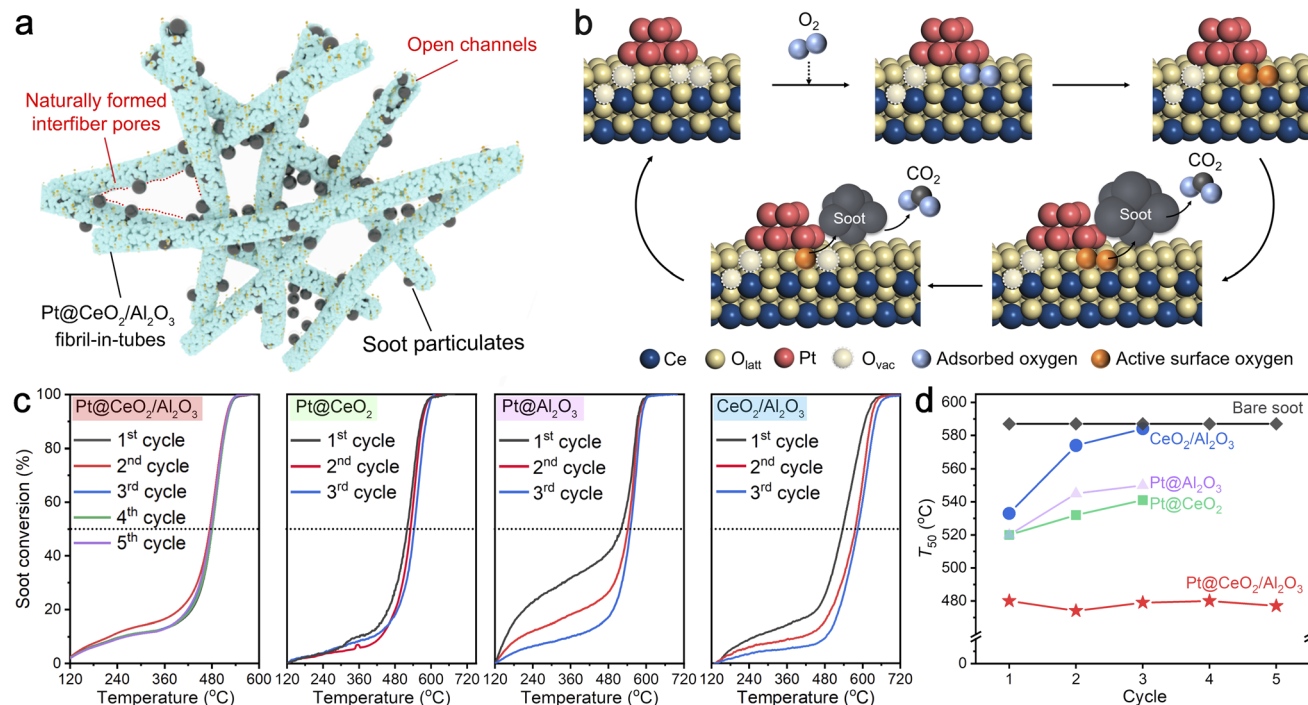 a
Open channels
Naturally formed
interfiber pores
Pt@CeO₂/Al₂O₃
fibril-in-tubes
Soot particulates
b
O₂
CO₂
Soot
CO₂
Soot
Ce
Oₗₐₜₜ
Pt
Oᵥₐc
Adsorbed oxygen
Active surface oxygen
c
Soot conversion (%)
100
80
60
40
20
0
Pt@CeO₂/Al₂O₃
1ˢᵗ cycle
2ⁿᵈ cycle
3ʳᵈ cycle
4ᵗʰ cycle
5ᵗʰ cycle
120 240 360 480 600
Temperature (°C)
Pt@CeO₂
1ˢᵗ cycle
2ⁿᵈ cycle
3ʳᵈ cycle
120 240 360 480 600 720
Temperature (°C)
Pt@Al₂O₃
1ˢᵗ cycle
2ⁿᵈ cycle
3ʳᵈ cycle
120 240 360 480 600 720
Temperature (°C)
CeO₂/Al₂O₃
1ˢᵗ cycle
2ⁿᵈ cycle
3ʳᵈ cycle
120 240 360 480 600 720
Temperature (°C)
d
T₅₀ (°C)
600
580
560
540
520
500
480
0
Bare soot
CeO₂/Al₂O₃
Pt@Al₂O₃
Pt@CeO₂
Pt@CeO₂/Al₂O₃
1 2 3 4 5
Cycle